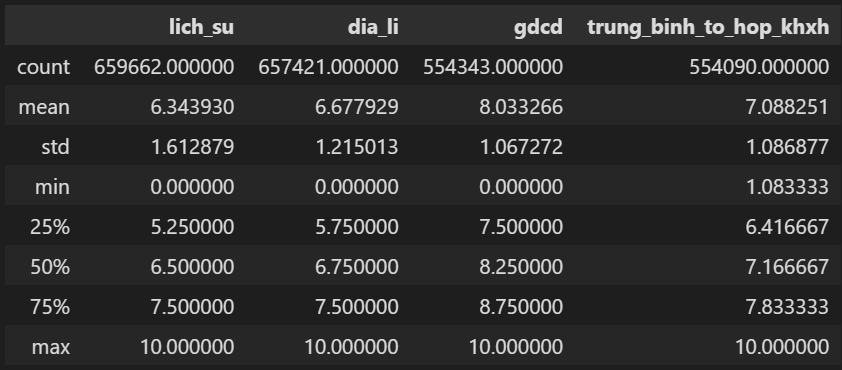 lich_su dia_li gdcd trung_binh_to_hop_khxh
count 659662.000000 657421.000000 554343.000000 554090.000000
mean 6.343930 6.677929 8.033266 7.088251
std 1.612879 1.215013 1.067272 1.086877
min 0.000000 0.000000 0.000000 1.083333
25% 5.250000 5.750000 7.500000 6.416667
50% 6.500000 6.750000 8.250000 7.166667
75% 7.500000 7.500000 8.750000 7.833333
max 10.000000 10.000000 10.000000 10.000000